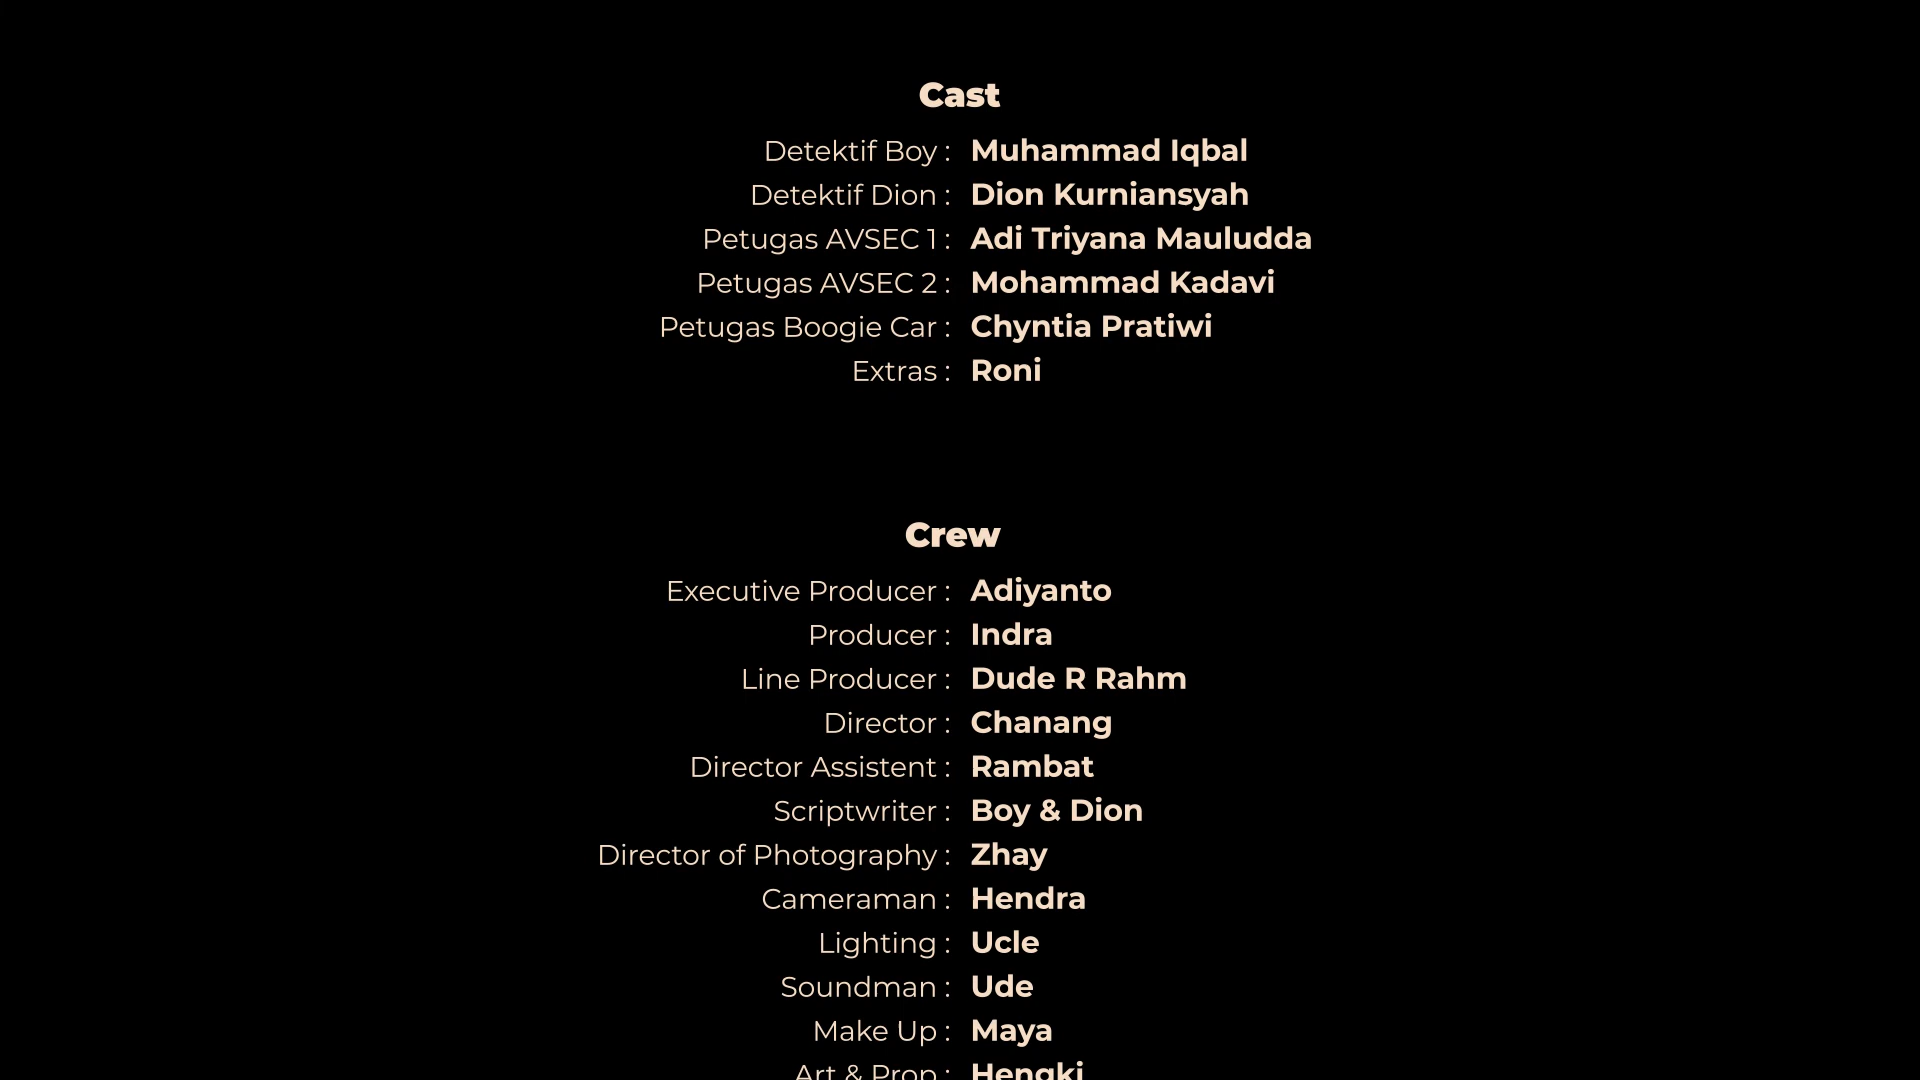 Cast
Detektif Boy : Muhammad Iqbal
Detektif Dion : Dion Kurniansyah
Petugas AVSEC 1 : Adi Triyana Mauludda
Petugas AVSEC 2 : Mohammad Kadavi
Petugas Boogie Car : Chyntia Pratiwi
Extras : Roni
Crew
Executive Producer : Adiyanto
Producer : Indra
Line Producer : Dude R Rahm
Director : Chanang
Director Assistent : Rambat
Scriptwriter : Boy & Dion
Director of Photography : Zhay
Cameraman : Hendra
Lighting : Ucle
Soundman : Ude
Make Up : Maya
Art & Prop : Hengki